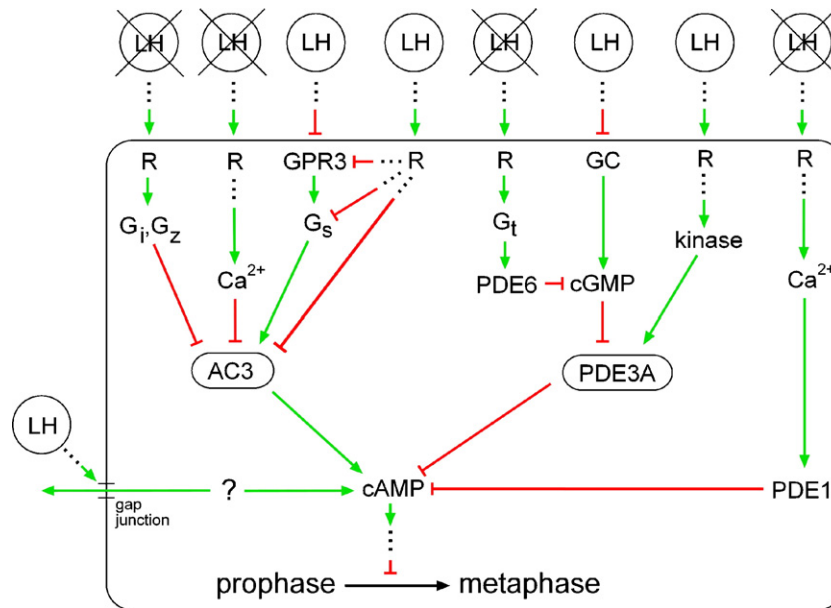 LH LH LH LH LH LH LH LH
R R GPR3 R R GC R R
Gi,Gz Gs Gt kinase
Ca2+ PDE6 cGMP Ca2+
AC3 PDE3A
LH
? cAMP PDE1
gap
junction
prophase metaphase